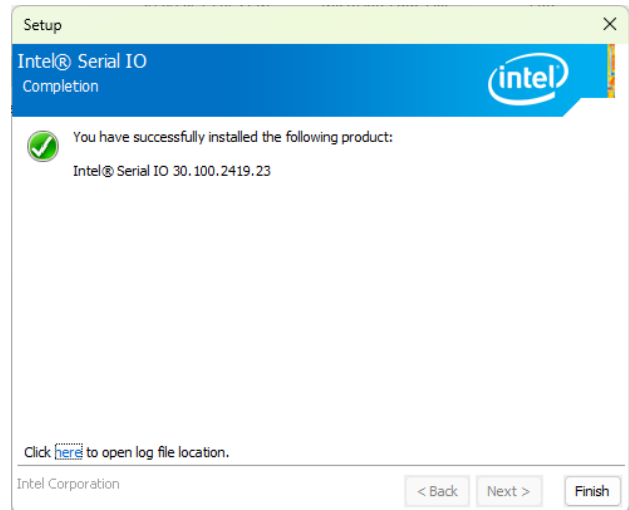 Setup
Intel® Serial IO
Completion
intel
You have successfully installed the following product:
Intel® Serial IO 30.100.2419.23
Click here to open log file location.
Intel Corporation
< Back Next > Finish